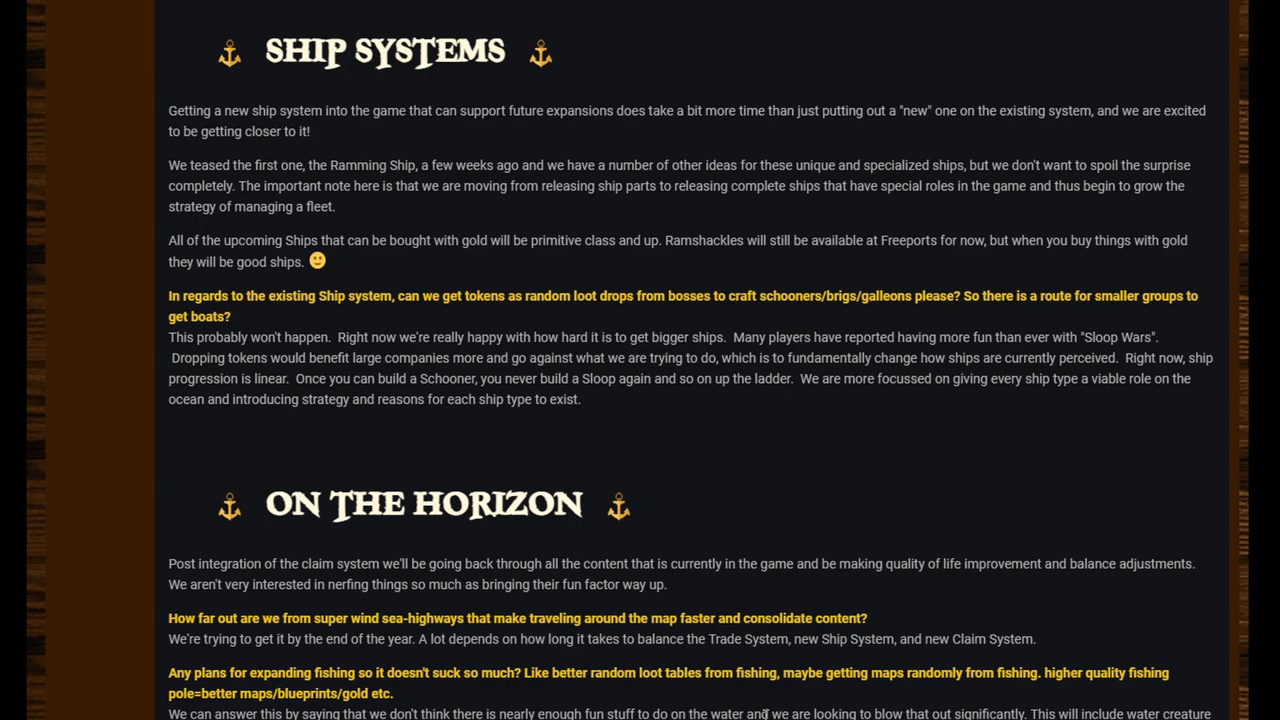 SHIP SYSTEMS
Getting a new ship system into the game that can support future expansions does take a bit more time than just putting out a "new" one on the existing system, and we are excited
to be getting closer to it!
We teased the first one, the Ramming Ship, a few weeks ago and we have a number of other ideas for these unique and specialized ships, but we don't want to spoil the surprise
completely. The important note here is that we are moving from releasing ship parts to releasing complete ships that have special roles in the game and thus begin to grow the
strategy of managing a fleet.
All of the upcoming Ships that can be bought with gold will be primitive class and up. Ramshackles will still be available at Freeports for now, but when you buy things with gold
they will be good ships. 🙂
In regards to the existing Ship system, can we get tokens as random loot drops from bosses to craft schooners/brigs/galleons please? So there is a route for smaller groups to
get boats?
This probably won't happen. Right now we're really happy with how hard it is to get bigger ships. Many players have reported having more fun than ever with "Sloop Wars".
Dropping tokens would benefit large companies more and go against what we are trying to do, which is to fundamentally change how ships are currently perceived. Right now, ship
progression is linear. Once you can build a Schooner, you never build a Sloop again and so on up the ladder. We are more focussed on giving every ship type a viable role on the
ocean and introducing strategy and reasons for each ship type to exist.
ON THE HORIZON
Post integration of the claim system we'll be going back through all the content that is currently in the game and be making quality of life improvement and balance adjustments.
We aren't very interested in nerfing things so much as bringing their fun factor way up.
How far out are we from super wind sea-highways that make traveling around the map faster and consolidate content?
We're trying to get it by the end of the year. A lot depends on how long it takes to balance the Trade System, new Ship System, and new Claim System.
Any plans for expanding fishing so it doesn't suck so much? Like better random loot tables from fishing, maybe getting maps randomly from fishing. higher quality fishing
pole=better maps/blueprints/gold etc.
We can answer this by saying that we don't think there is nearly enough fun stuff to do on the water and we are looking to blow that out significantly. This will include water creature